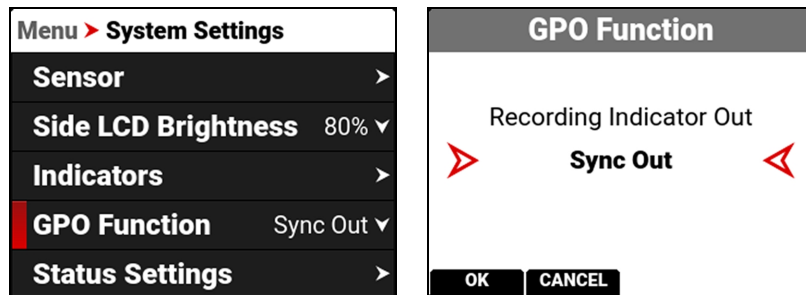 Menu ➤ System Settings
Sensor
Side LCD Brightness 80%
Indicators
GPO Function Sync Out
Status Settings
GPO Function
Recording Indicator Out
Sync Out
OK CANCEL